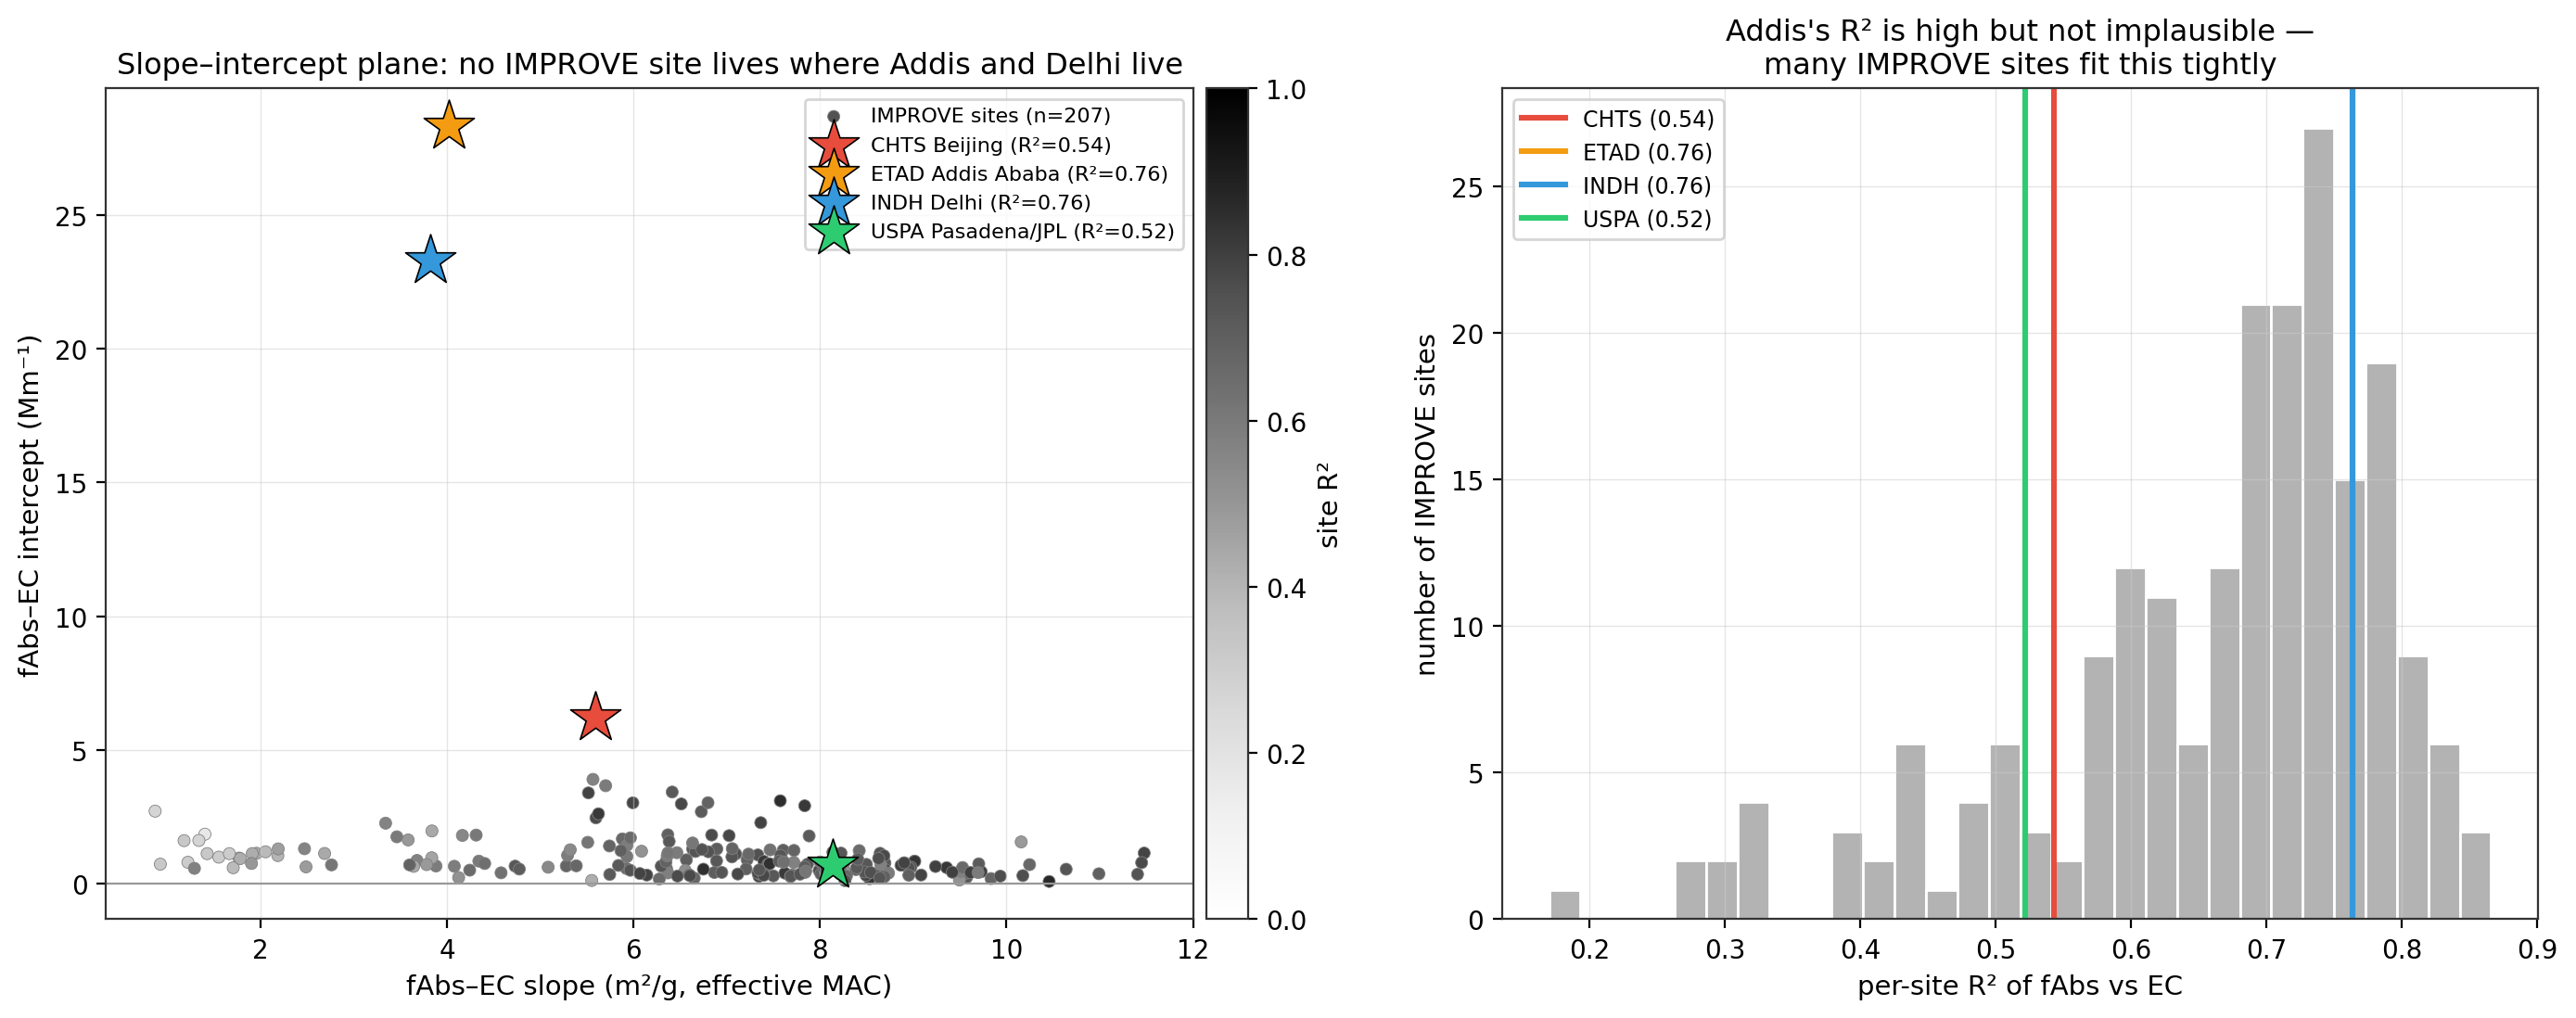 Slope–intercept plane: no IMPROVE site lives where Addis and Delhi live
IMPROVE sites (n=207)
CHTS Beijing (R²=0.54)
ETAD Addis Ababa (R²=0.76)
INDH Delhi (R²=0.76)
USPA Pasadena/JPL (R²=0.52)
fAbs–EC intercept (Mm⁻¹)
25
20
15
10
5
0
2
4
6
8
10
12
fAbs–EC slope (m²/g, effective MAC)
1.0
0.8
0.6
0.4
0.2
0.0
site R²
Addis's R² is high but not implausible —
many IMPROVE sites fit this tightly
CHTS (0.54)
ETAD (0.76)
INDH (0.76)
USPA (0.52)
number of IMPROVE sites
25
20
15
10
5
0
0.2
0.3
0.4
0.5
0.6
0.7
0.8
0.9
per-site R² of fAbs vs EC